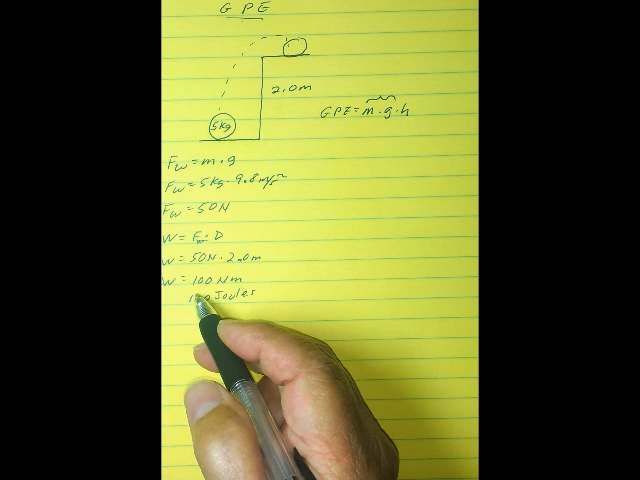 GPE
2.0m
5Kg
GPE = m·g·h
Fw = m·g
Fw = 5Kg·9.8m/s²
Fw = 50N
W = Fw·D
W = 50N·2.0m
W = 100Nm
100 Joules